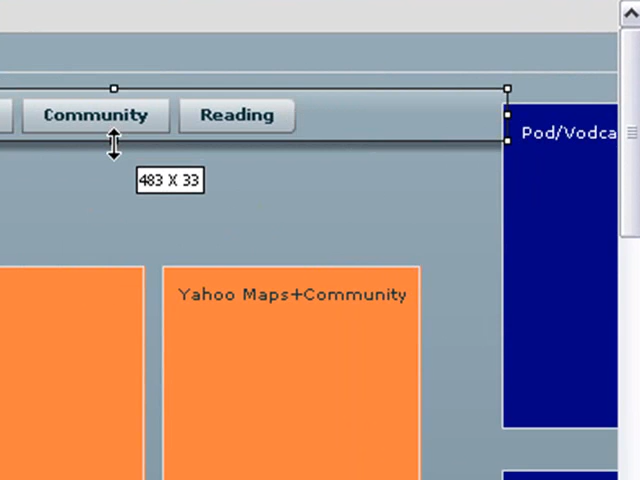 Community
Reading
Pod/Vodca
483 X 33
Yahoo Maps+Community